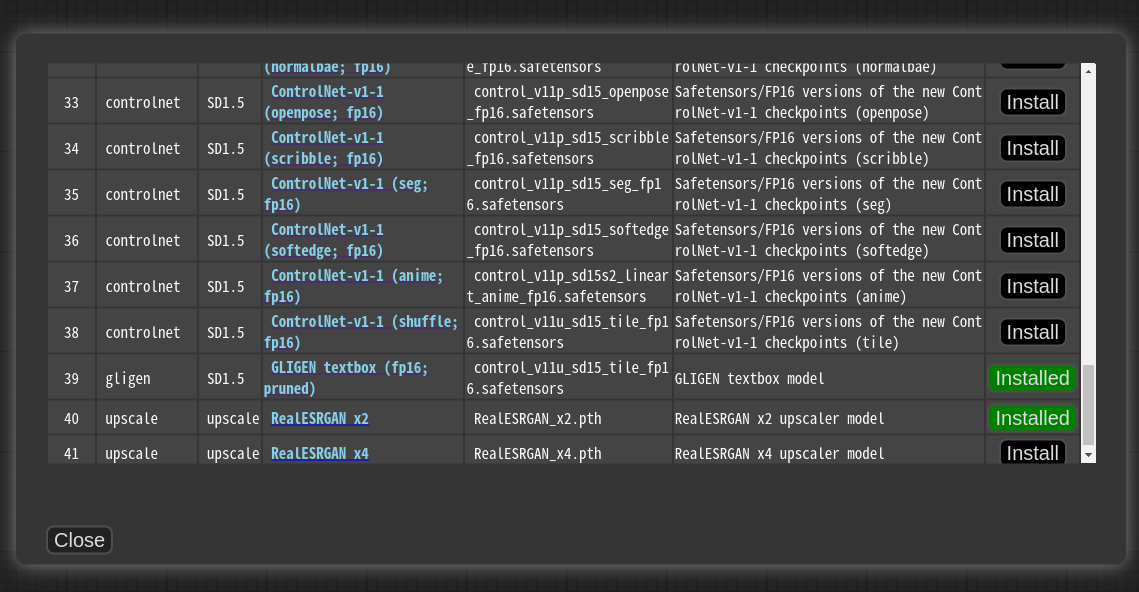 (normalbae; fp16) e_fp16.safetensors rolNet-v1-1 checkpoints (normalbae)
33 controlnet SD1.5 ControlNet-v1-1 (openpose; fp16) control_v11p_sd15_openpose_fp16.safetensors Safetensors/FP16 versions of the new ControlNet-v1-1 checkpoints (openpose) Install
34 controlnet SD1.5 ControlNet-v1-1 (scribble; fp16) control_v11p_sd15_scribble_fp16.safetensors Safetensors/FP16 versions of the new ControlNet-v1-1 checkpoints (scribble) Install
35 controlnet SD1.5 ControlNet-v1-1 (seg; fp16) control_v11p_sd15_seg_fp16.safetensors Safetensors/FP16 versions of the new ControlNet-v1-1 checkpoints (seg) Install
36 controlnet SD1.5 ControlNet-v1-1 (softedge; fp16) control_v11p_sd15_softedge_fp16.safetensors Safetensors/FP16 versions of the new ControlNet-v1-1 checkpoints (softedge) Install
37 controlnet SD1.5 ControlNet-v1-1 (anime; fp16) control_v11p_sd15s2_lineart_anime_fp16.safetensors Safetensors/FP16 versions of the new ControlNet-v1-1 checkpoints (anime) Install
38 controlnet SD1.5 ControlNet-v1-1 (shuffle; fp16) control_v11u_sd15_tile_fp16.safetensors Safetensors/FP16 versions of the new ControlNet-v1-1 checkpoints (tile) Install
39 gligen SD1.5 GLIGEN textbox (fp16; pruned) control_v11u_sd15_tile_fp16.safetensors GLIGEN textbox model Installed
40 upscale upscale RealESRGAN x2 RealESRGAN_x2.pth RealESRGAN x2 upscaler model Installed
41 upscale upscale RealESRGAN x4 RealESRGAN_x4.pth RealESRGAN x4 upscaler model Install
Close